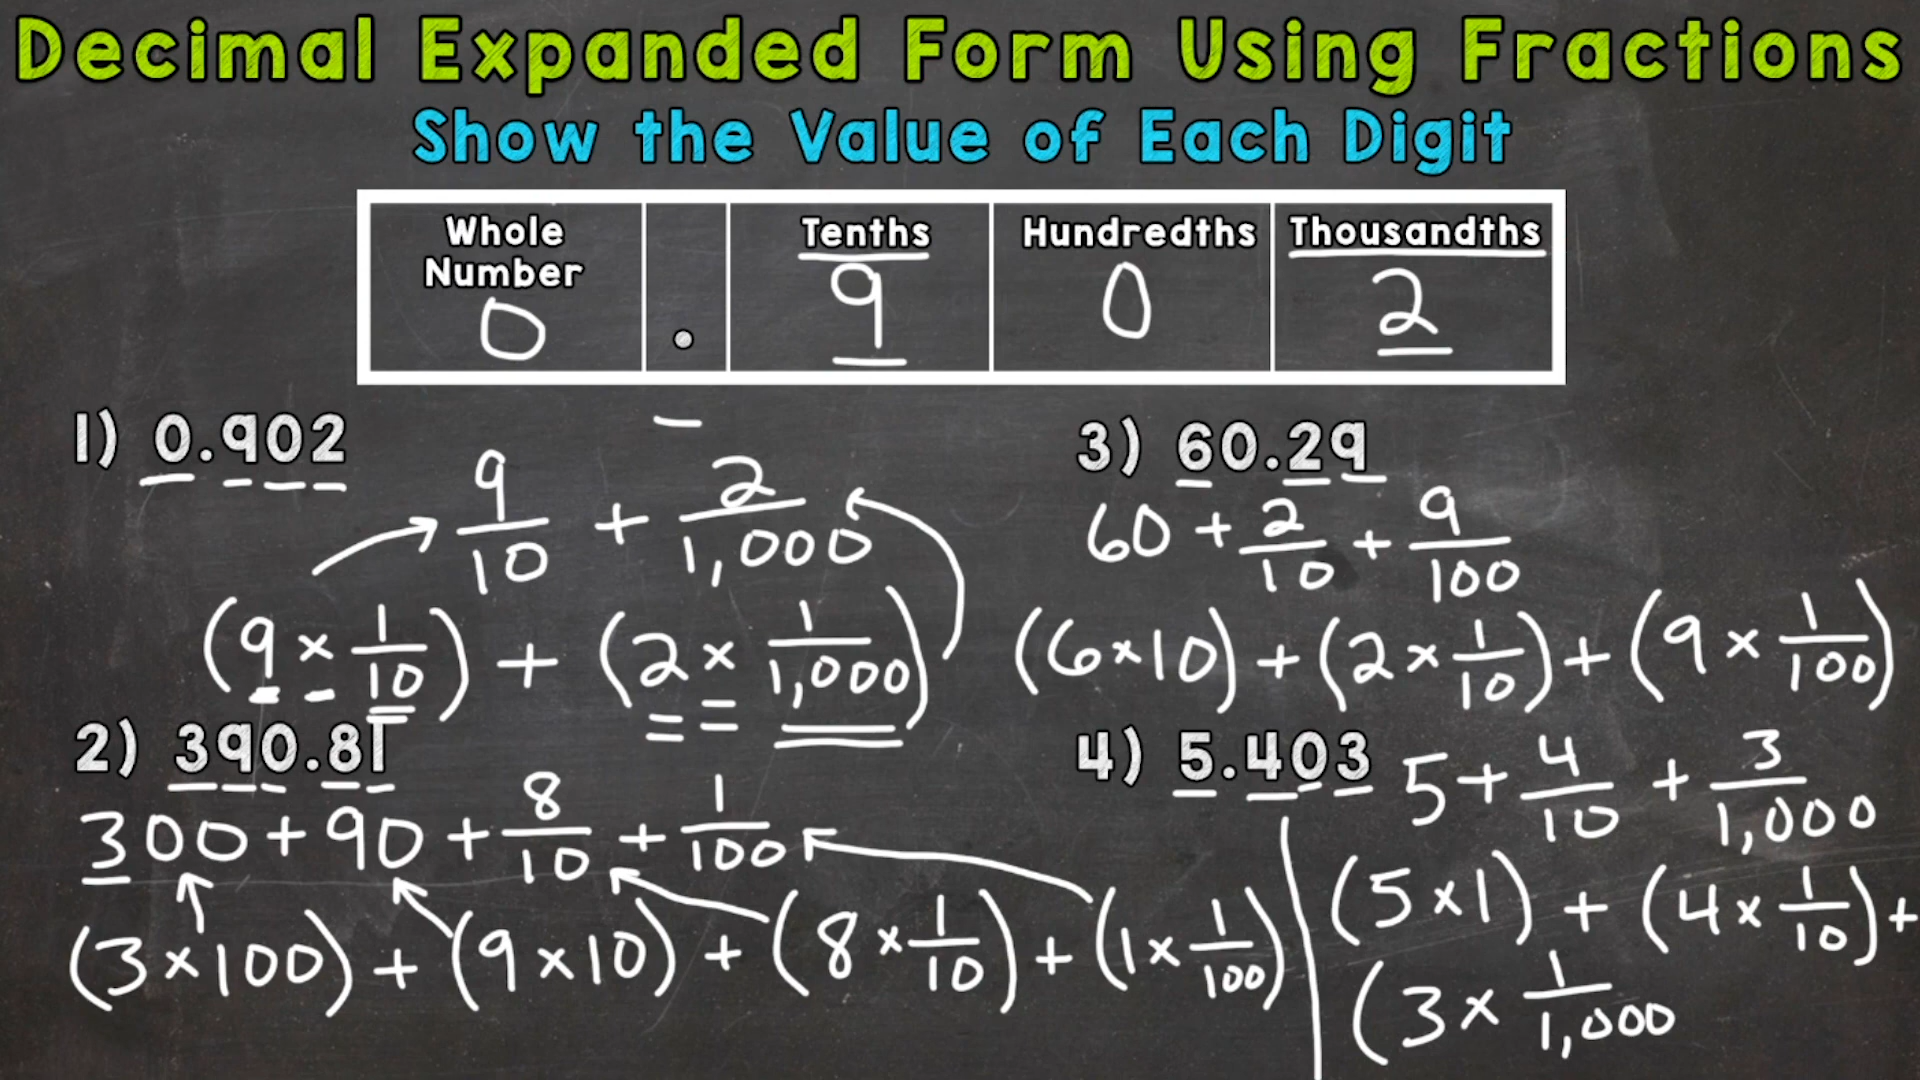 Decimal Expanded Form Using Fractions
Show the Value of Each Digit
Whole Number . Tenths Hundredths Thousandths
0 . 9 0 2
1) 0.902
9/10 + 2/1,000
(9 × 1/10) + (2 × 1/1,000)
2) 390.81
300 + 90 + 8/10 + 1/100
(3 × 100) + (9 × 10) + (8 × 1/10) + (1 × 1/100)
3) 60.29
60 + 2/10 + 9/100
(6 × 10) + (2 × 1/10) + (9 × 1/100)
4) 5.403
5 + 4/10 + 3/1,000
(5 × 1) + (4 × 1/10) +
(3 × 1/1,000